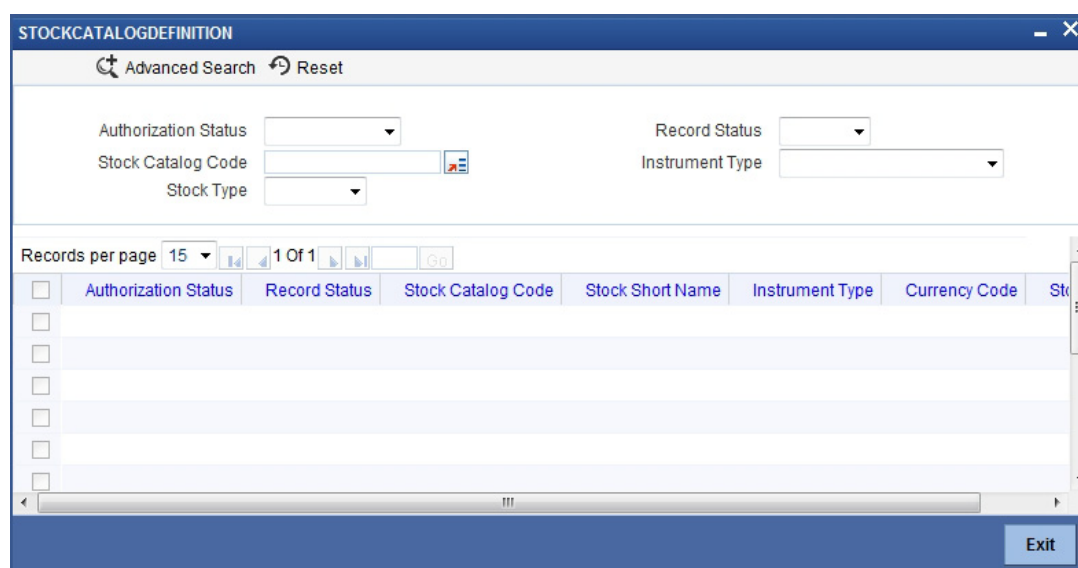 STOCKCATALOGDEFINITION
Advanced Search Reset
Authorization Status Record Status
Stock Catalog Code Instrument Type
Stock Type
Records per page 15 1 Of 1 Go
Authorization Status Record Status Stock Catalog Code Stock Short Name Instrument Type Currency Code Sto
Exit